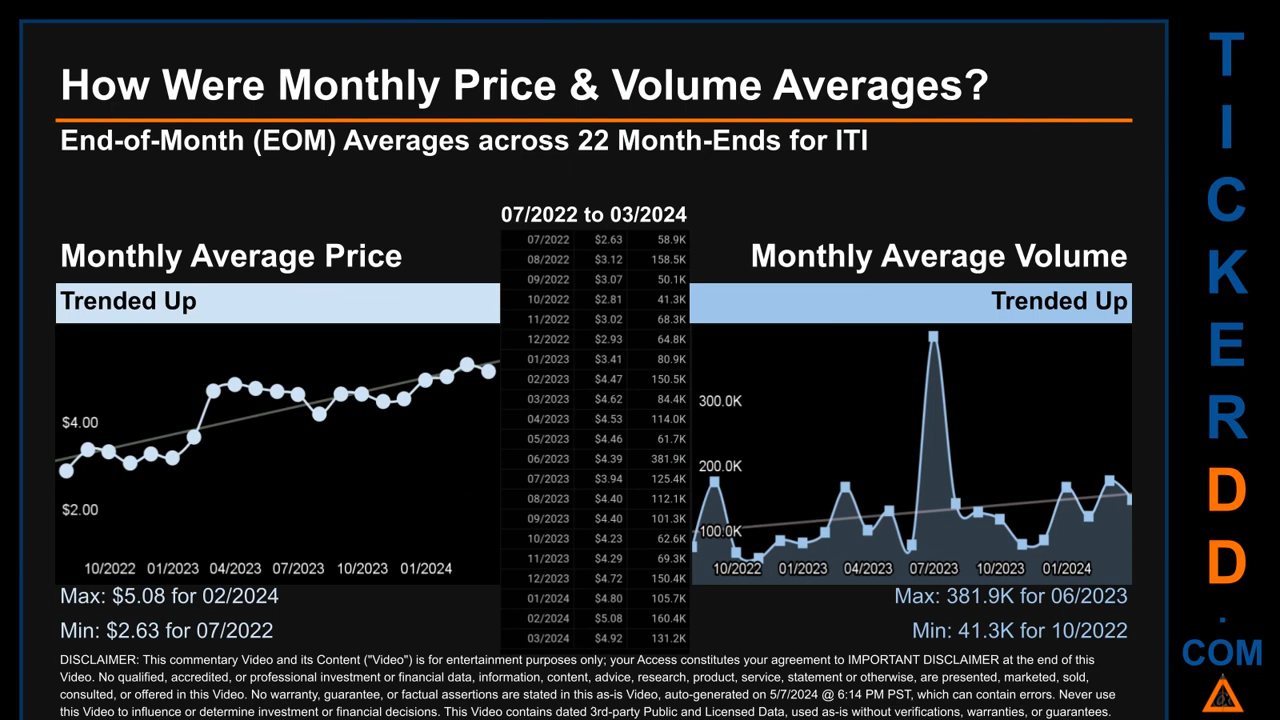 How Were Monthly Price & Volume Averages?
End-of-Month (EOM) Averages across 22 Month-Ends for ITI
07/2022 to 03/2024
Monthly Average Price
Trended Up
$4.00
$2.00
10/2022 01/2023 04/2023 07/2023 10/2023 01/2024
Max: $5.08 for 02/2024
Min: $2.63 for 07/2022
07/2022 $2.63 58.9K
08/2022 $3.12 158.5K
09/2022 $3.07 50.1K
10/2022 $2.81 41.3K
11/2022 $3.02 68.3K
12/2022 $2.93 64.8K
01/2023 $3.41 80.9K
02/2023 $4.47 150.5K
03/2023 $4.62 84.4K
04/2023 $4.53 114.0K
05/2023 $4.46 61.7K
06/2023 $4.39 381.9K
07/2023 $3.94 125.4K
08/2023 $4.40 112.1K
09/2023 $4.40 101.3K
10/2023 $4.23 62.6K
11/2023 $4.29 69.3K
12/2023 $4.72 150.4K
01/2024 $4.80 105.7K
02/2024 $5.08 160.4K
03/2024 $4.92 131.2K
Monthly Average Volume
Trended Up
300.0K
200.0K
100.0K
10/2022 01/2023 04/2023 07/2023 10/2023 01/2024
Max: 381.9K for 06/2023
Min: 41.3K for 10/2022
DISCLAIMER: This commentary Video and its Content ("Video") is for entertainment purposes only; your Access constitutes your agreement to IMPORTANT DISCLAIMER at the end of this
Video. No qualified, accredited, or professional investment or financial data, information, content, advice, research, product, service, statement or otherwise, are presented, marketed, sold,
consulted, or offered in this Video. No warranty, guarantee, or factual assertions are stated in this as-is Video, auto-generated on 5/7/2024 @ 6:14 PM PST, which can contain errors. Never use
this Video to influence or determine investment or financial decisions. This Video contains dated 3rd-party Public and Licensed Data, used as-is without verifications, warranties, or guarantees.
T
I
C
K
E
R
D
D
.
COM